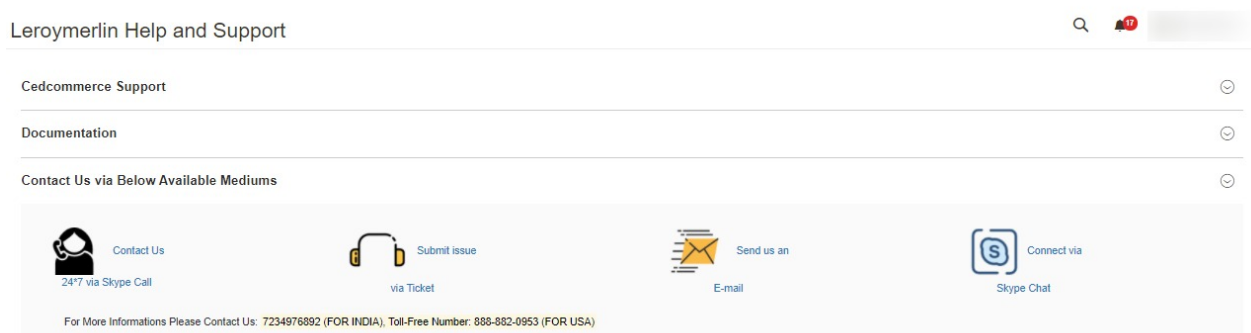 Leroymerlin Help and Support
17
Cedcommerce Support
Documentation
Contact Us via Below Available Mediums
Contact Us
24*7 via Skype Call
Submit issue
via Ticket
Send us an
E-mail
S
Connect via
Skype Chat
For More Informations Please Contact Us: 7234976892 (FOR INDIA), Toll-Free Number: 888-882-0953 (FOR USA)